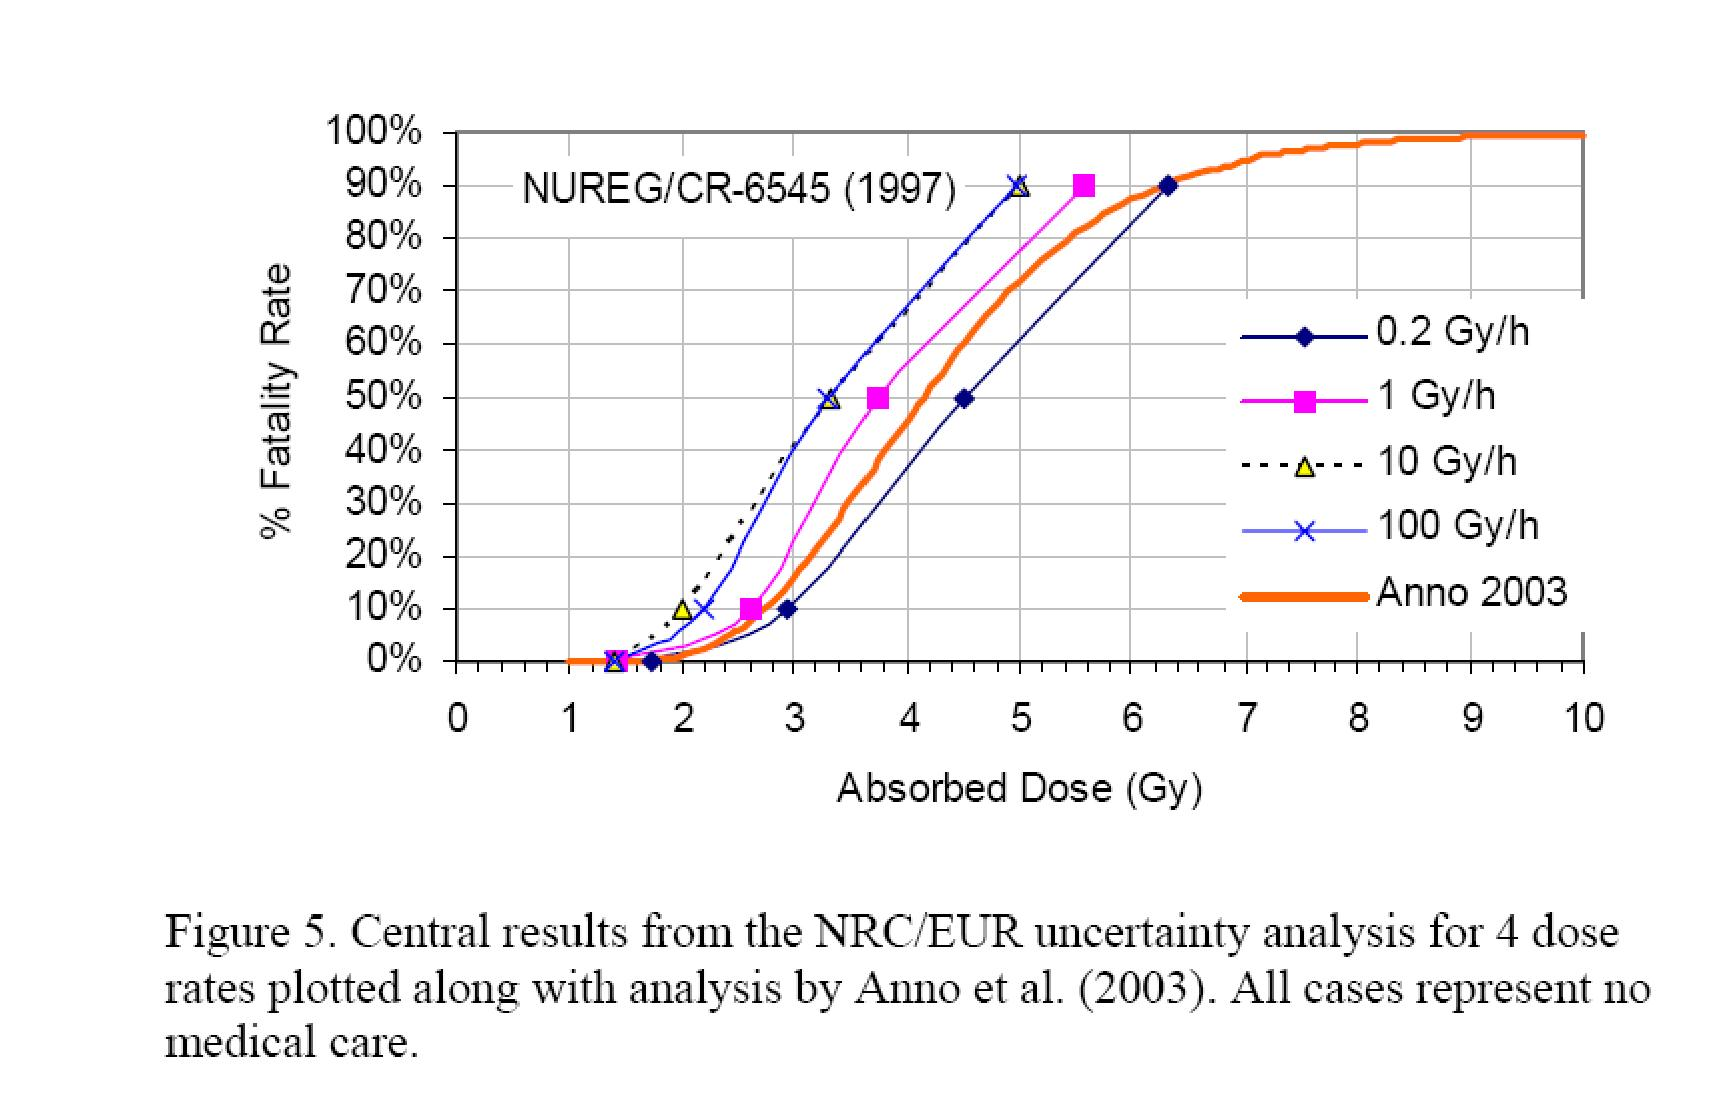 100%
90%
80%
70%
60%
50%
40%
30%
20%
10%
0%
% Fatality Rate
NUREG/CR-6545 (1997)
0.2 Gy/h
1 Gy/h
10 Gy/h
100 Gy/h
Anno 2003
0 1 2 3 4 5 6 7 8 9 10
Absorbed Dose (Gy)
Figure 5. Central results from the NRC/EUR uncertainty analysis for 4 dose
rates plotted along with analysis by Anno et al. (2003). All cases represent no
medical care.